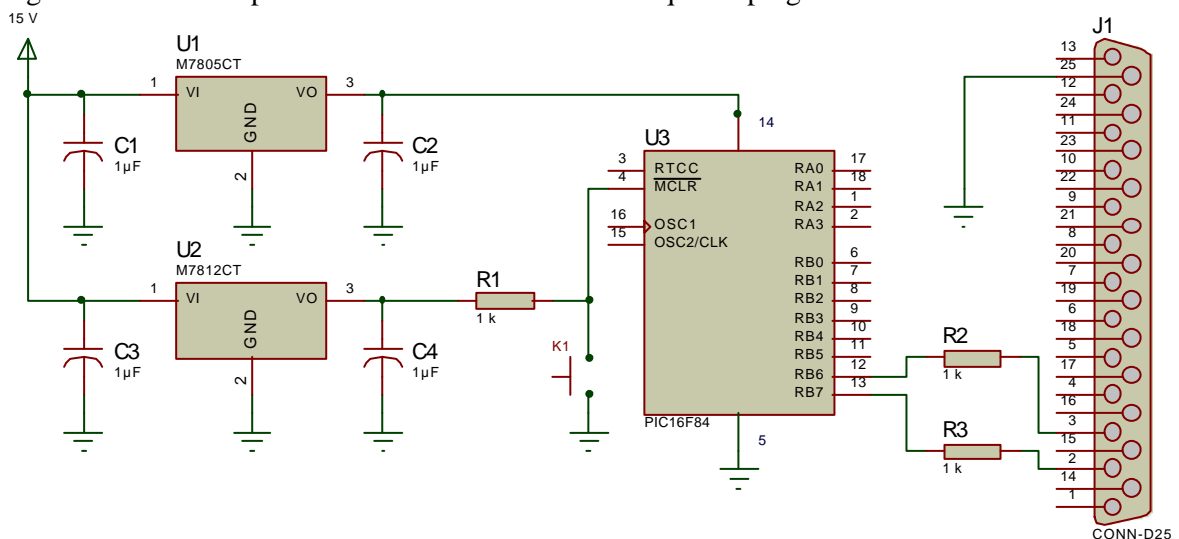 15 V
U1
M7805CT
1
VI
VO
3
GND
2
C1
1µF
C2
1µF
U2
M7812CT
1
VI
VO
3
GND
2
C3
1µF
C4
1µF
R1
1 k
K1
U3
14
3
RTCC
4
MCLR
16
OSC1
15
OSC2/CLK
RA0
17
RA1
18
RA2
1
RA3
2
RB0
6
RB1
7
RB2
8
RB3
9
RB4
10
RB5
11
RB6
12
RB7
13
PIC16F84
5
R2
1 k
R3
1 k
J1
13
25
12
24
11
23
10
22
9
21
8
20
7
19
6
18
5
17
4
16
3
15
2
14
1
CONN-D25